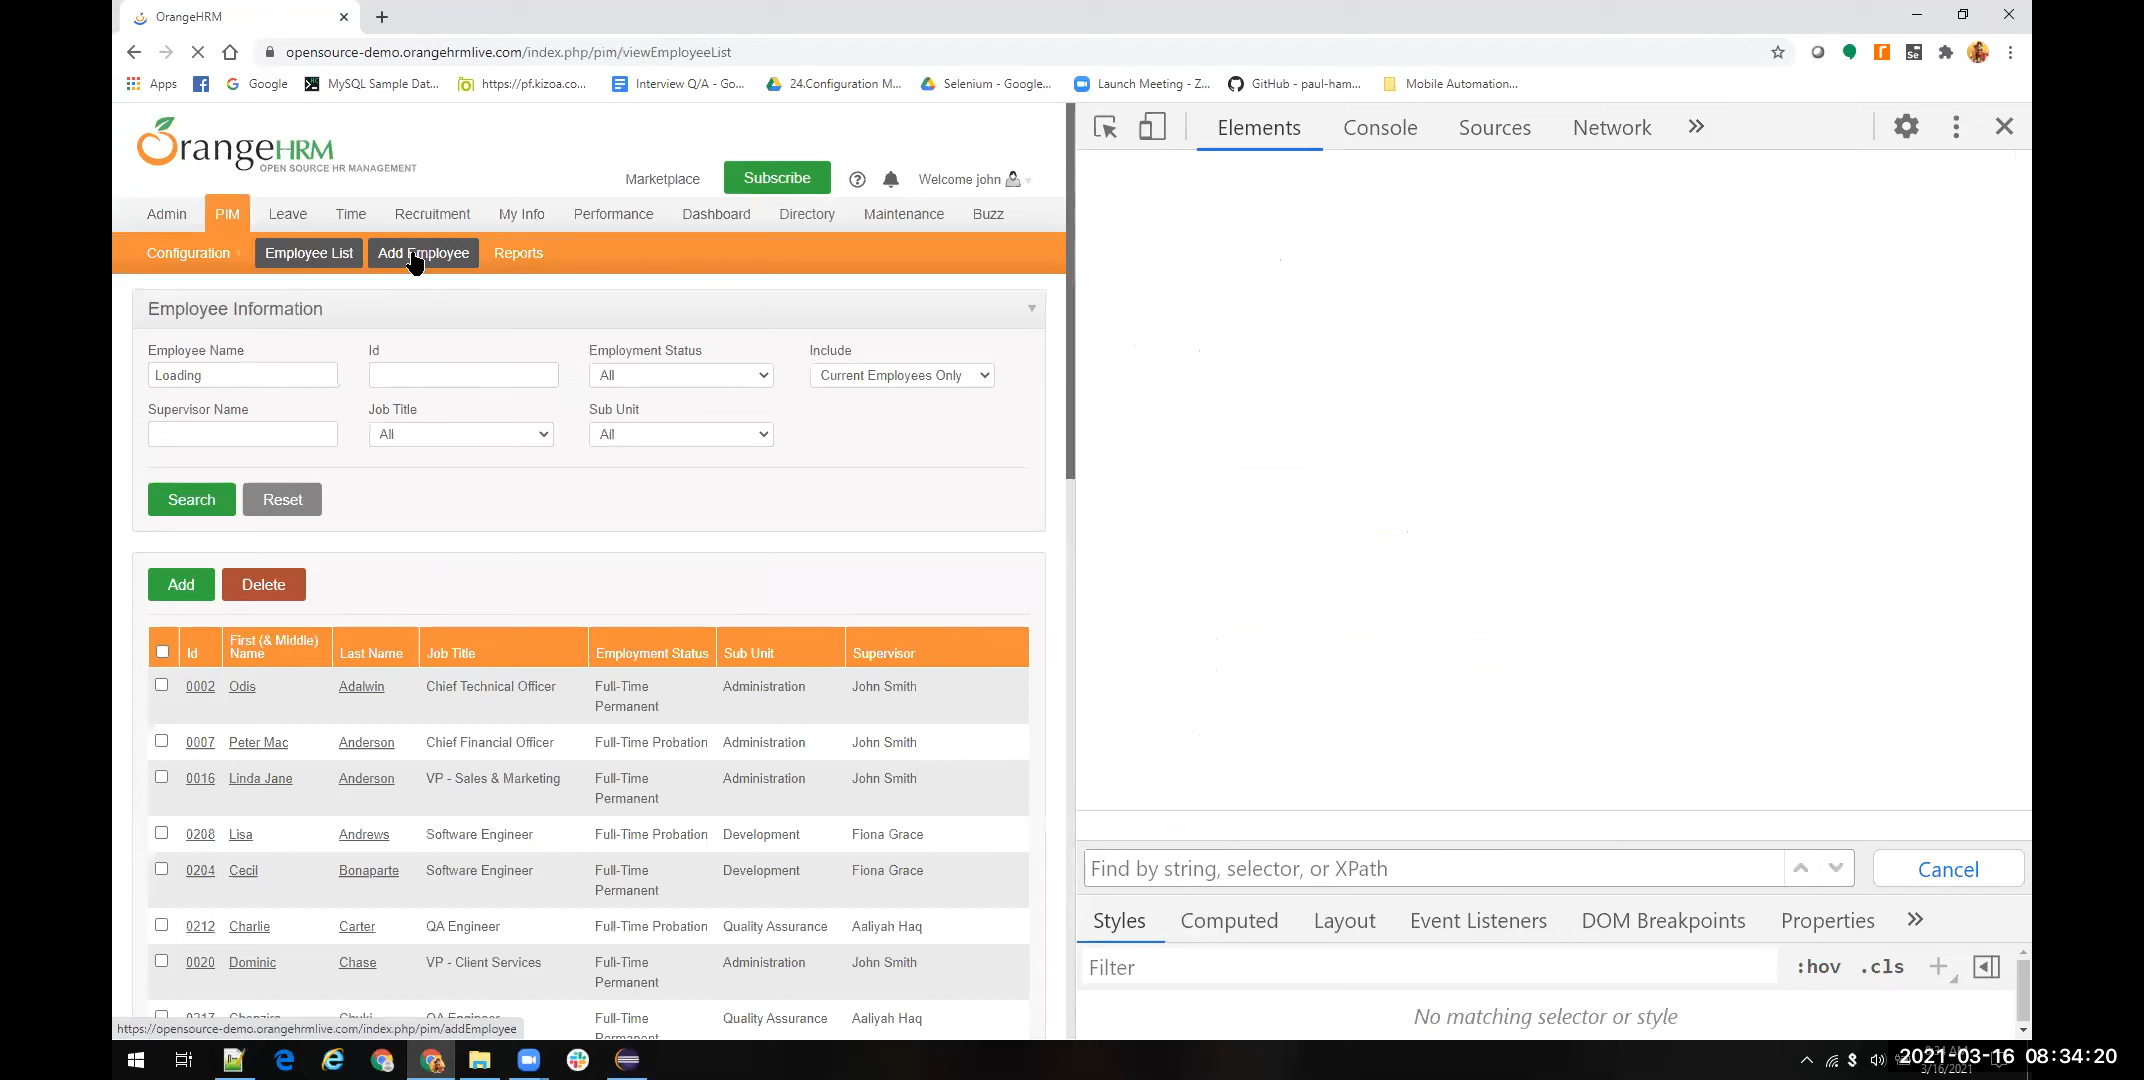 OrangeHRM
opensource-demo.orangehrmlive.com/index.php/pim/viewEmployeeList
Apps Google MySQL Sample Dat... https://pf.kizoa.co... Interview Q/A - Go... 24.Configuration M... Selenium - Google... Launch Meeting - Z... GitHub - paul-ham... Mobile Automation...
OrangeHRM
OPEN SOURCE HR MANAGEMENT
Marketplace Subscribe Welcome john
Admin PIM Leave Time Recruitment My Info Performance Dashboard Directory Maintenance Buzz
Configuration Employee List Add Employee Reports
Employee Information
Employee Name Id Employment Status Include
Loading All Current Employees Only
Supervisor Name Job Title Sub Unit
All All
Search Reset
Add Delete
Id First (& Middle) Name Last Name Job Title Employment Status Sub Unit Supervisor
0002 Odis Adalwin Chief Technical Officer Full-Time Permanent Administration John Smith
0007 Peter Mac Anderson Chief Financial Officer Full-Time Probation Administration John Smith
0016 Linda Jane Anderson VP - Sales & Marketing Full-Time Permanent Administration John Smith
0208 Lisa Andrews Software Engineer Full-Time Probation Development Fiona Grace
0204 Cecil Bonaparte Software Engineer Full-Time Permanent Development Fiona Grace
0212 Charlie Carter QA Engineer Full-Time Probation Quality Assurance Aaliyah Haq
0020 Dominic Chase VP - Client Services Full-Time Permanent Administration John Smith
Full-Time Quality Assurance Aaliyah Haq
https://opensource-demo.orangehrmlive.com/index.php/pim/addEmployee
Elements Console Sources Network
Find by string, selector, or XPath Cancel
Styles Computed Layout Event Listeners DOM Breakpoints Properties
Filter :hov .cls
No matching selector or style
2021-03-16 08:34:20
3/16/2021